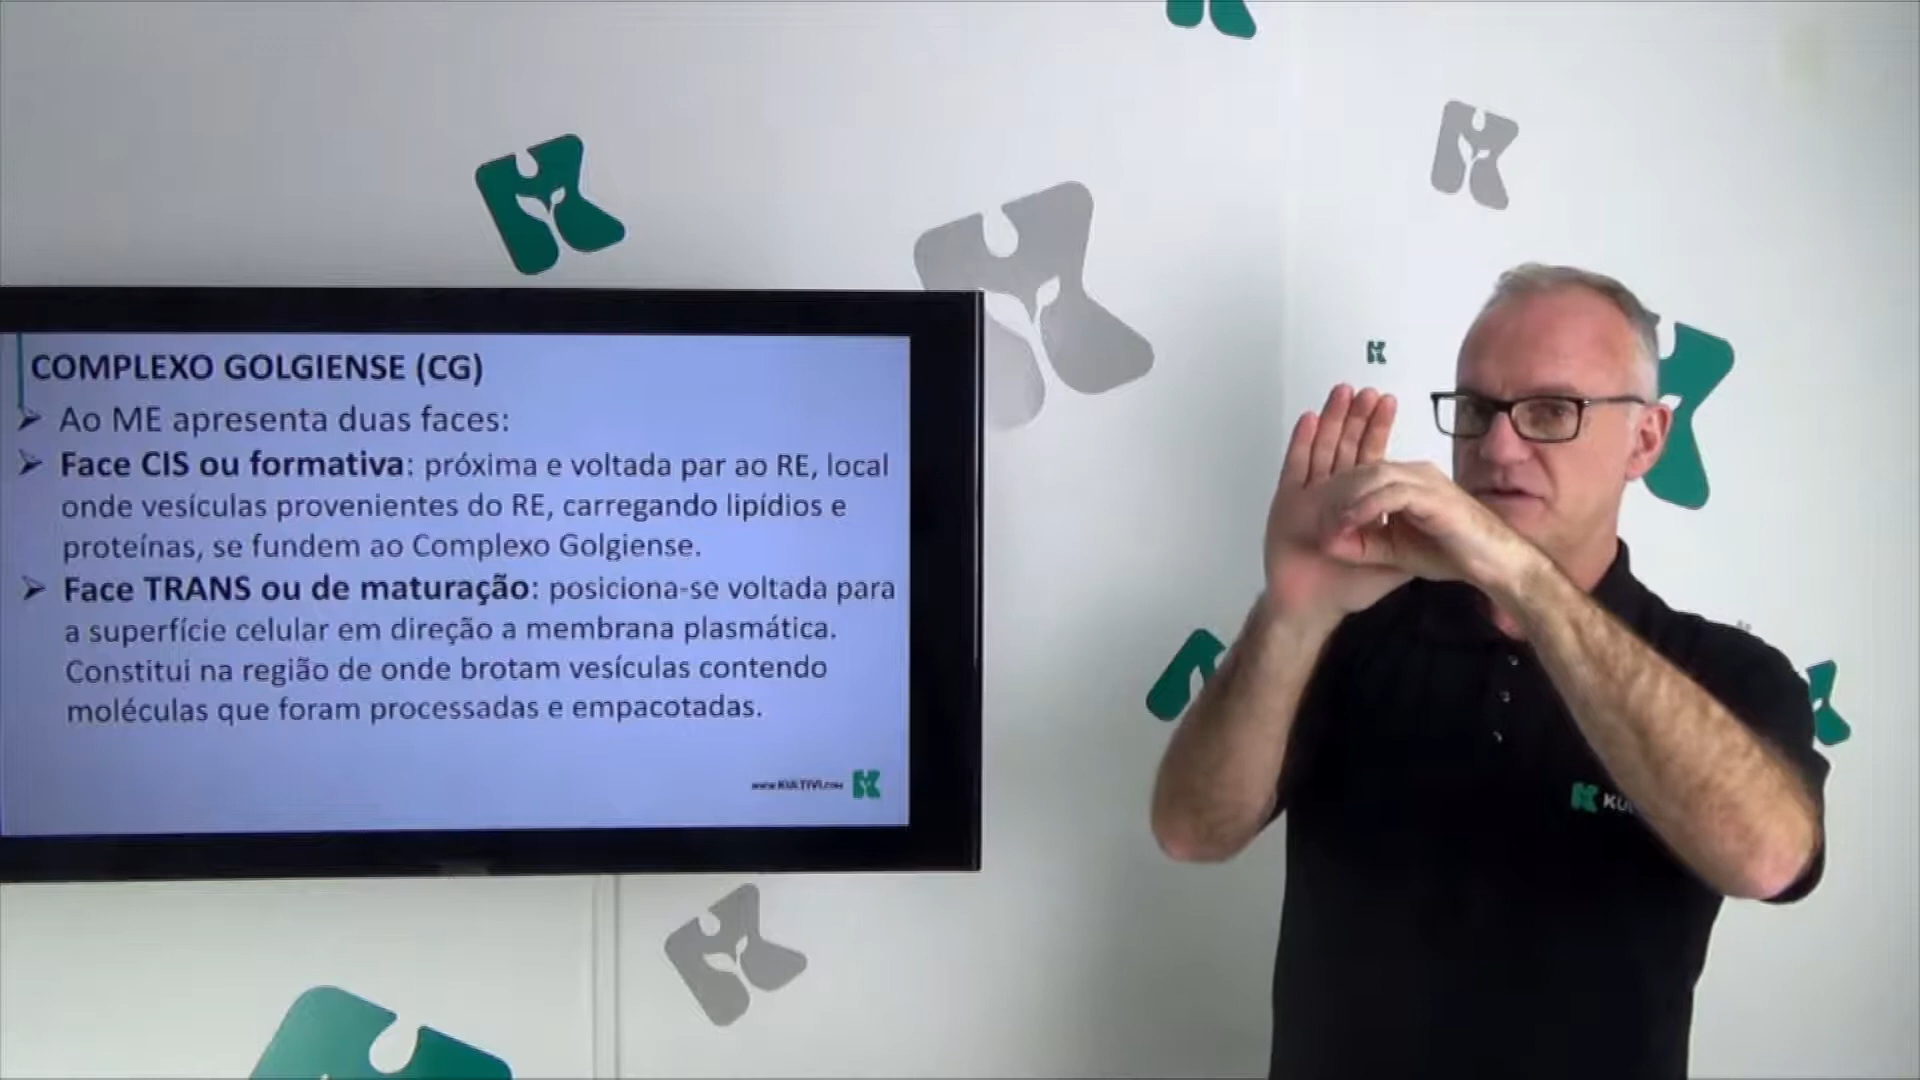 COMPLEXO GOLGIENSE (CG)
Ao ME apresenta duas faces:
Face CIS ou formativa: próxima e voltada par ao RE, local
onde vesículas provenientes do RE, carregando lipídios e
proteínas, se fundem ao Complexo Golgiense.
Face TRANS ou de maturação: posiciona-se voltada para
a superfície celular em direção a membrana plasmática.
Constitui na região de onde brotam vesículas contendo
moléculas que foram processadas e empacotadas.
www.KULTIVI.com